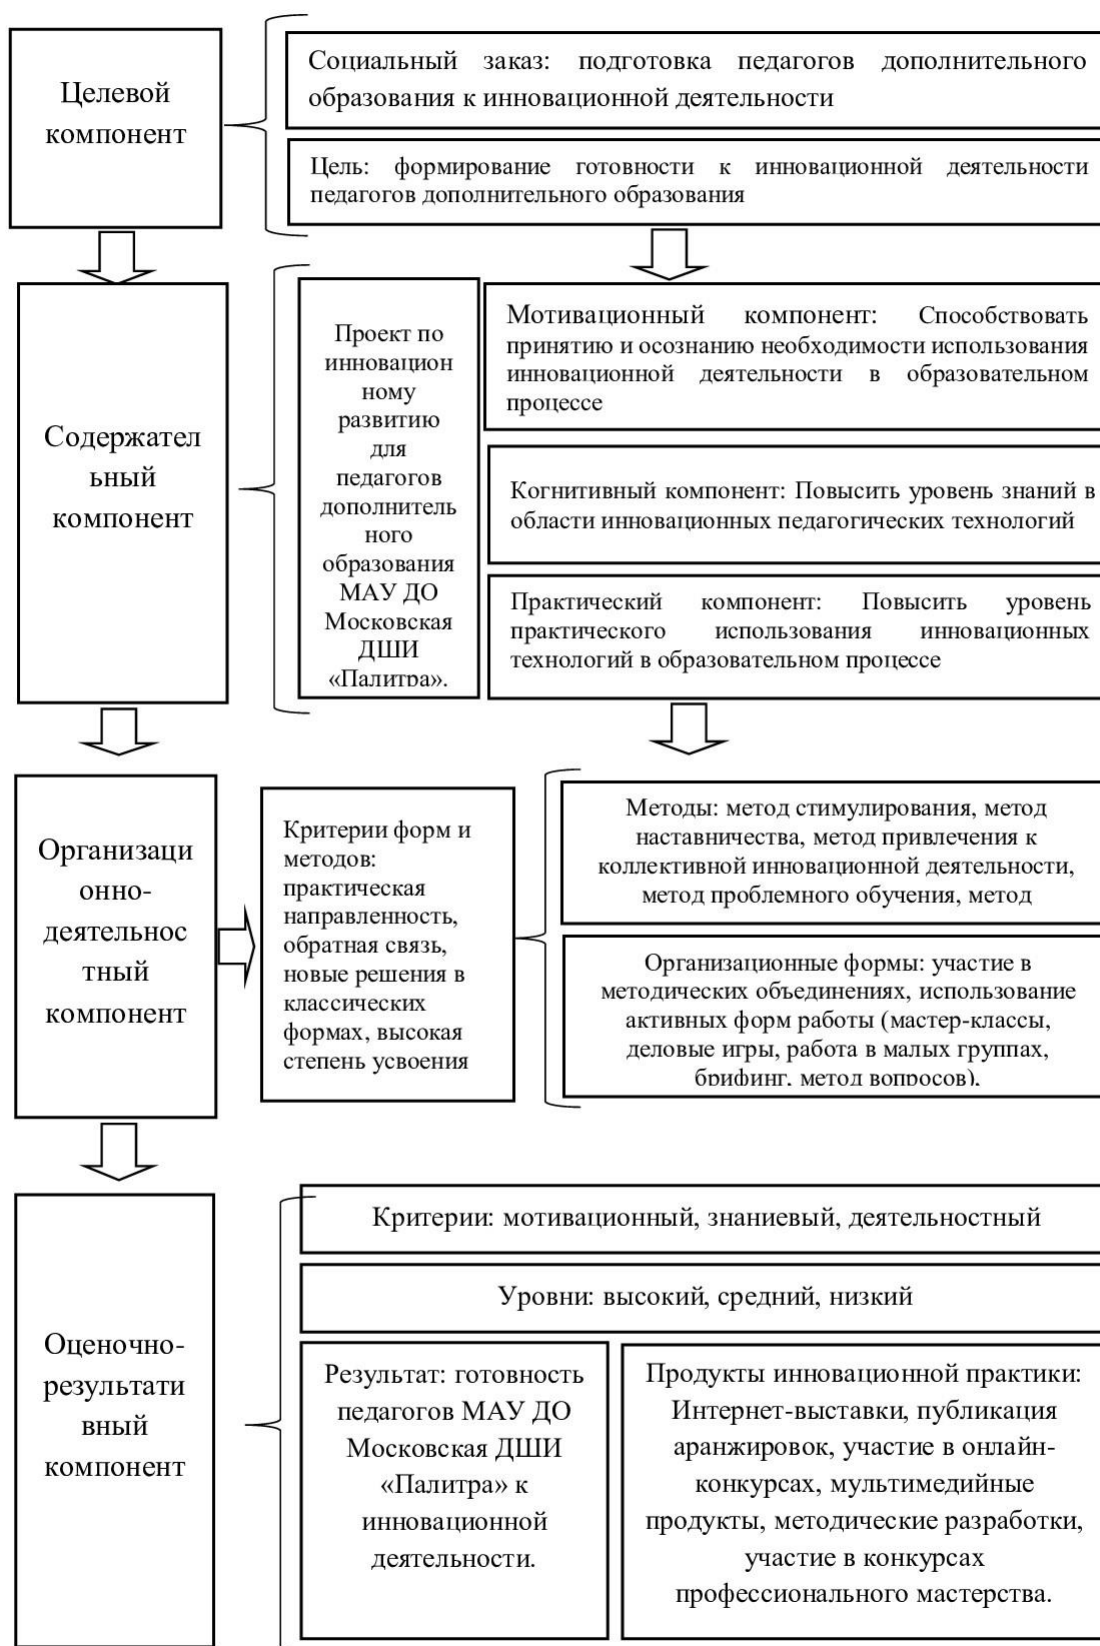 Целевой
компонент
Социальный заказ: подготовка педагогов дополнительного
образования к инновационной деятельности
Цель: формирование готовности к инновационной деятельности
педагогов дополнительного образования
Содержател
ьный
компонент
Проект по
инновацион
ному
развитию
для
педагогов
дополнитель
ного
образования
МАУ ДО
Московская
ДШИ
«Палитра».
Мотивационный компонент: Способствовать
принятию и осознанию необходимости использования
инновационной деятельности в образовательном
процессе
Когнитивный компонент: Повысить уровень знаний в
области инновационных педагогических технологий
Практический компонент: Повысить уровень
практического использования инновационных
технологий в образовательном процессе
Организаци
онно-
деятельнос
тный
компонент
Критерии форм и
методов:
практическая
направленность,
обратная связь,
новые решения в
классических
формах, высокая
степень усвоения
Методы: метод стимулирования, метод
наставничества, метод привлечения к
коллективной инновационной деятельности,
метод проблемного обучения, метод
Организационные формы: участие в
методических объединениях, использование
активных форм работы (мастер-классы,
деловые игры, работа в малых группах,
брифинг, метод вопросов).
Оценочно-
результати
вный
компонент
Критерии: мотивационный, знаниевый, деятельностный
Уровни: высокий, средний, низкий
Результат: готовность
педагогов МАУ ДО
Московская ДШИ
«Палитра» к
инновационной
деятельности.
Продукты инновационной практики:
Интернет-выставки, публикация
аранжировок, участие в онлайн-
конкурсах, мультимедийные
продукты, методические разработки,
участие в конкурсах
профессионального мастерства.